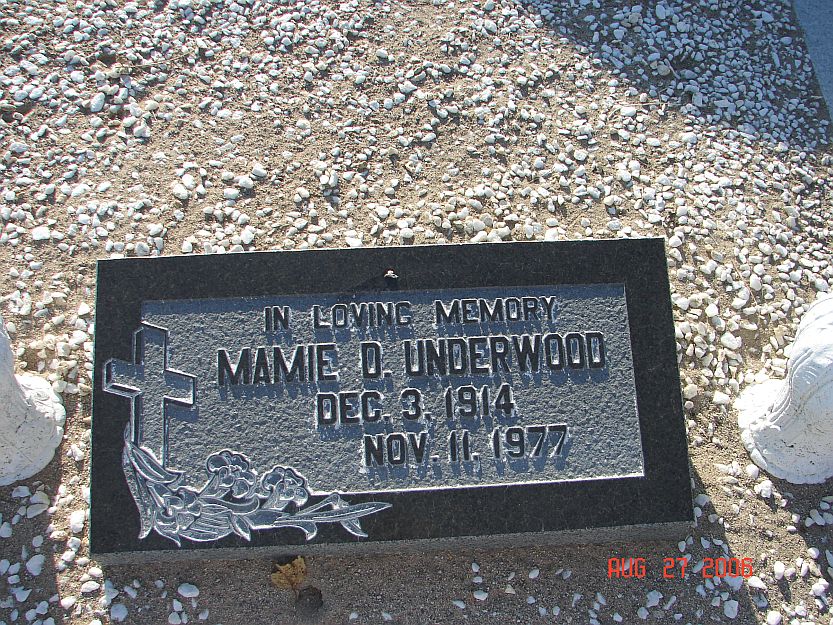 IN LOVING MEMORY
MAMIE D. UNDERWOOD
DEC. 3, 1914
NOV. 11, 1977
AUG 27 2006